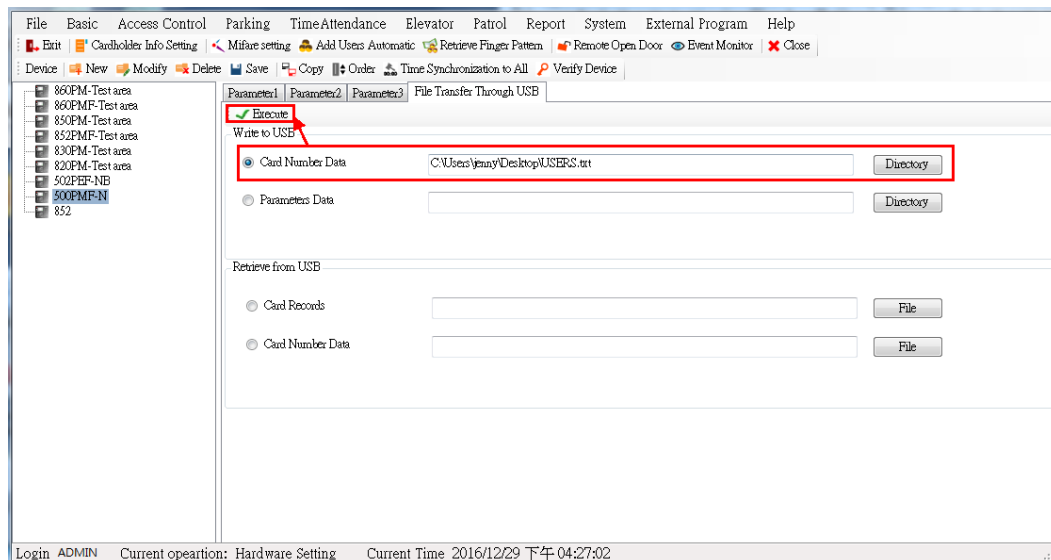 File Basic Access Control Parking TimeAttendance Elevator Patrol Report System External Program Help
Exit Cardholder Info Setting Mifare setting Add Users Automatic Retrieve Finger Pattern Remote Open Door Event Monitor Close
Device New Modify Delete Save Copy Order Time Synchronization to All Verify Device
860PM-Test area
860PMF-Test area
850PM-Test area
852PMF-Test area
830PM-Test area
820PM-Test area
502PEF-NB
500PMF-N
852
Parameter1 Parameter2 Parameter3 File Transfer Through USB
Execute
Write to USB
Card Number Data C:\Users\jenny\Desktop\USERS.txt Directory
Parameters Data Directory
Retrieve from USB
Card Records File
Card Number Data File
Login ADMIN Current opeartion: Hardware Setting Current Time 2016/12/29 下午 04:27:02